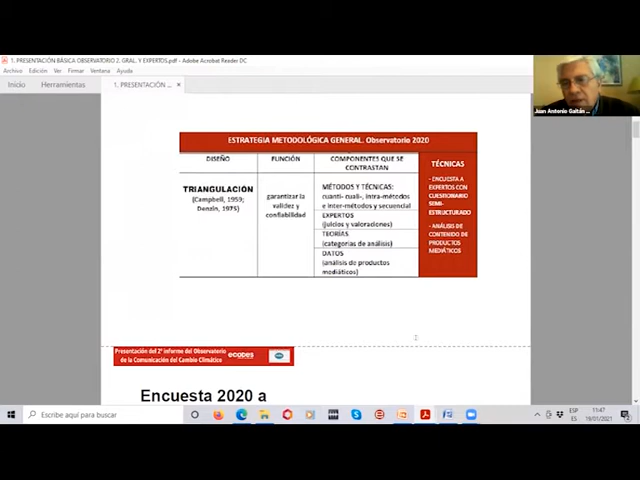 1. PRESENTACIÓN BÁSICA OBSERVATORIO 2. GRAL. Y EXPERTOS.pdf - Adobe Acrobat Reader DC
Archivo Edición Ver Firmar Ventana Ayuda
Inicio Herramientas 1. PRESENTACIÓN ... ×
Juan Antonio Gaitán ...
ESTRATEGIA METODOLÓGICA GENERAL. Observatorio 2020
DISEÑO
FUNCIÓN
COMPONENTES QUE SE
CONTRASTAN
TÉCNICAS
TRIANGULACION
(Campbell, 1959;
Denzin, 1975)
garantizar la
validez y
confiabilidad
MÉTODOS Y TÉCNICAS:
cuanti- cuali-, intra-métodos
e inter-métodos y secuencial
EXPERTOS
(juicios y valoraciones)
TEORÍAS
(categorías de análisis)
DATOS
(análisis de productos
mediáticos)
- ENCUESTA A
EXPERTOS CON
CUESTIONARIO
SEMI-
ESTRUCTURADO
- ANÁLISIS DE
CONTENIDO DE
PRODUCTOS
MEDIÁTICOS
Presentación del 2º informe del Observatorio
de la Comunicación del Cambio Climático
ecodes
Encuesta 2020 a
Escribe aquí para buscar
ESP
ES
11:47
19/01/2021